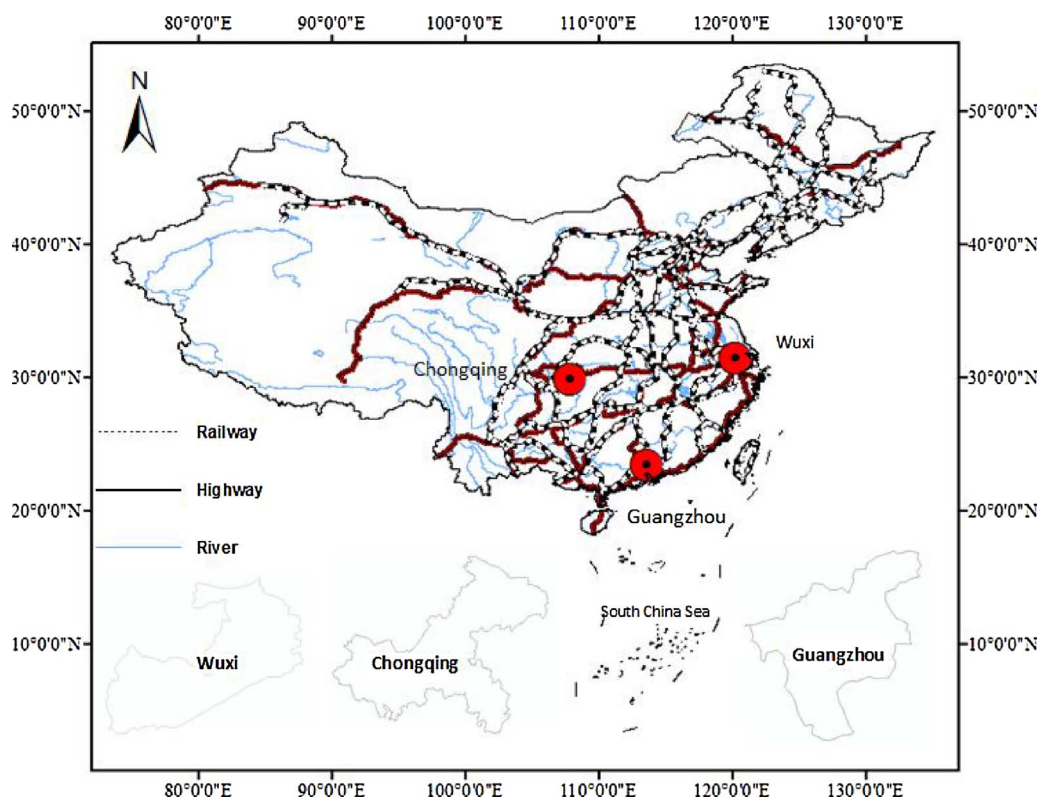 80°0'0"E 90°0'0"E 100°0'0"E 110°0'0"E 120°0'0"E 130°0'0"E
N
50°0'0"N 50°0'0"N
40°0'0"N 40°0'0"N
Wuxi
Chongqing
30°0'0"N 30°0'0"N
Railway
Highway
20°0'0"N 20°0'0"N
Guangzhou
River
South China Sea
10°0'0"N 10°0'0"N
Wuxi Chongqing Guangzhou
80°0'0"E 90°0'0"E 100°0'0"E 110°0'0"E 120°0'0"E 130°0'0"E